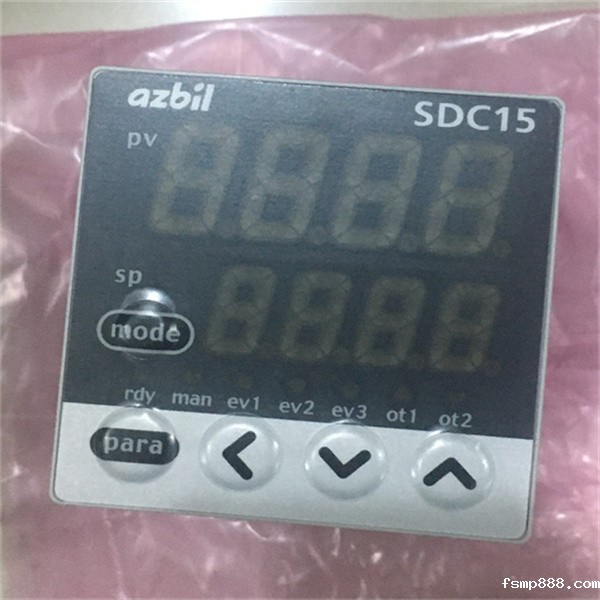 azbil
SDC15
pv
sp
mode
rdy man ev1 ev2 ev3 ot1 ot2
para
fsmp888.com